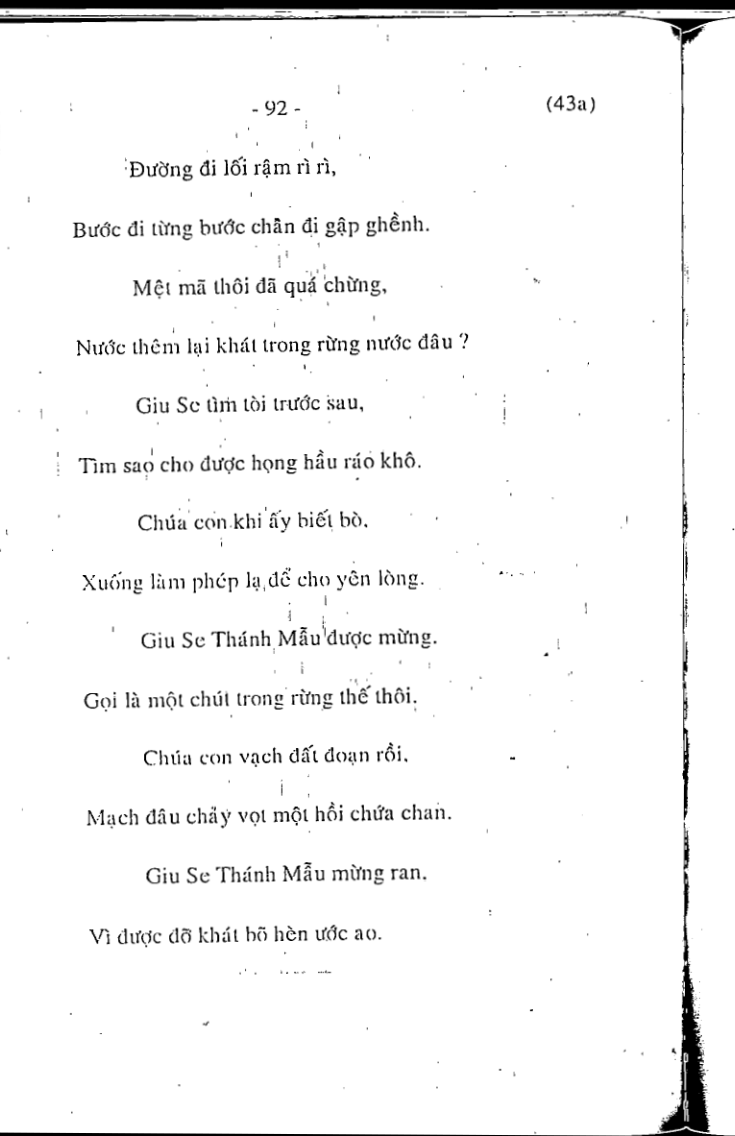 - 92 - (43a)
Đường đi lối rậm rì rì,
Bước đi từng bước chân đi gập ghềnh.
Mệt mã thôi đã quá chừng,
Nước thêm lại khát trong rừng nước đâu ?
Giu Se tìm tòi trước sau,
Tìm sao cho được họng hầu ráo khô.
Chúa con khi ấy biết bò,
Xuống làm phép lạ để cho yên lòng.
Giu Se Thánh Mẫu được mừng.
Gọi là một chút trong rừng thế thôi.
Chúa con vạch đất đoạn rồi,
Mạch đâu chảy vọt một hồi chứa chan.
Giu Se Thánh Mẫu mừng ran,
Vì được đỡ khát bõ hèn ước ao.